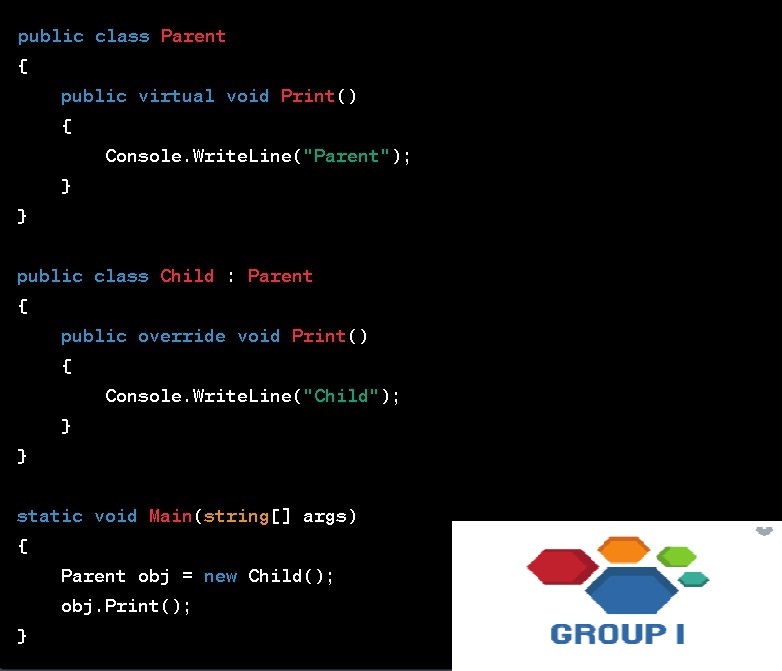 public class Parent
{
    public virtual void Print()
    {
        Console.WriteLine("Parent");
    }
}

public class Child : Parent
{
    public override void Print()
    {
        Console.WriteLine("Child");
    }
}

static void Main(string[] args)
{
    Parent obj = new Child();
    obj.Print();
}
GROUP I